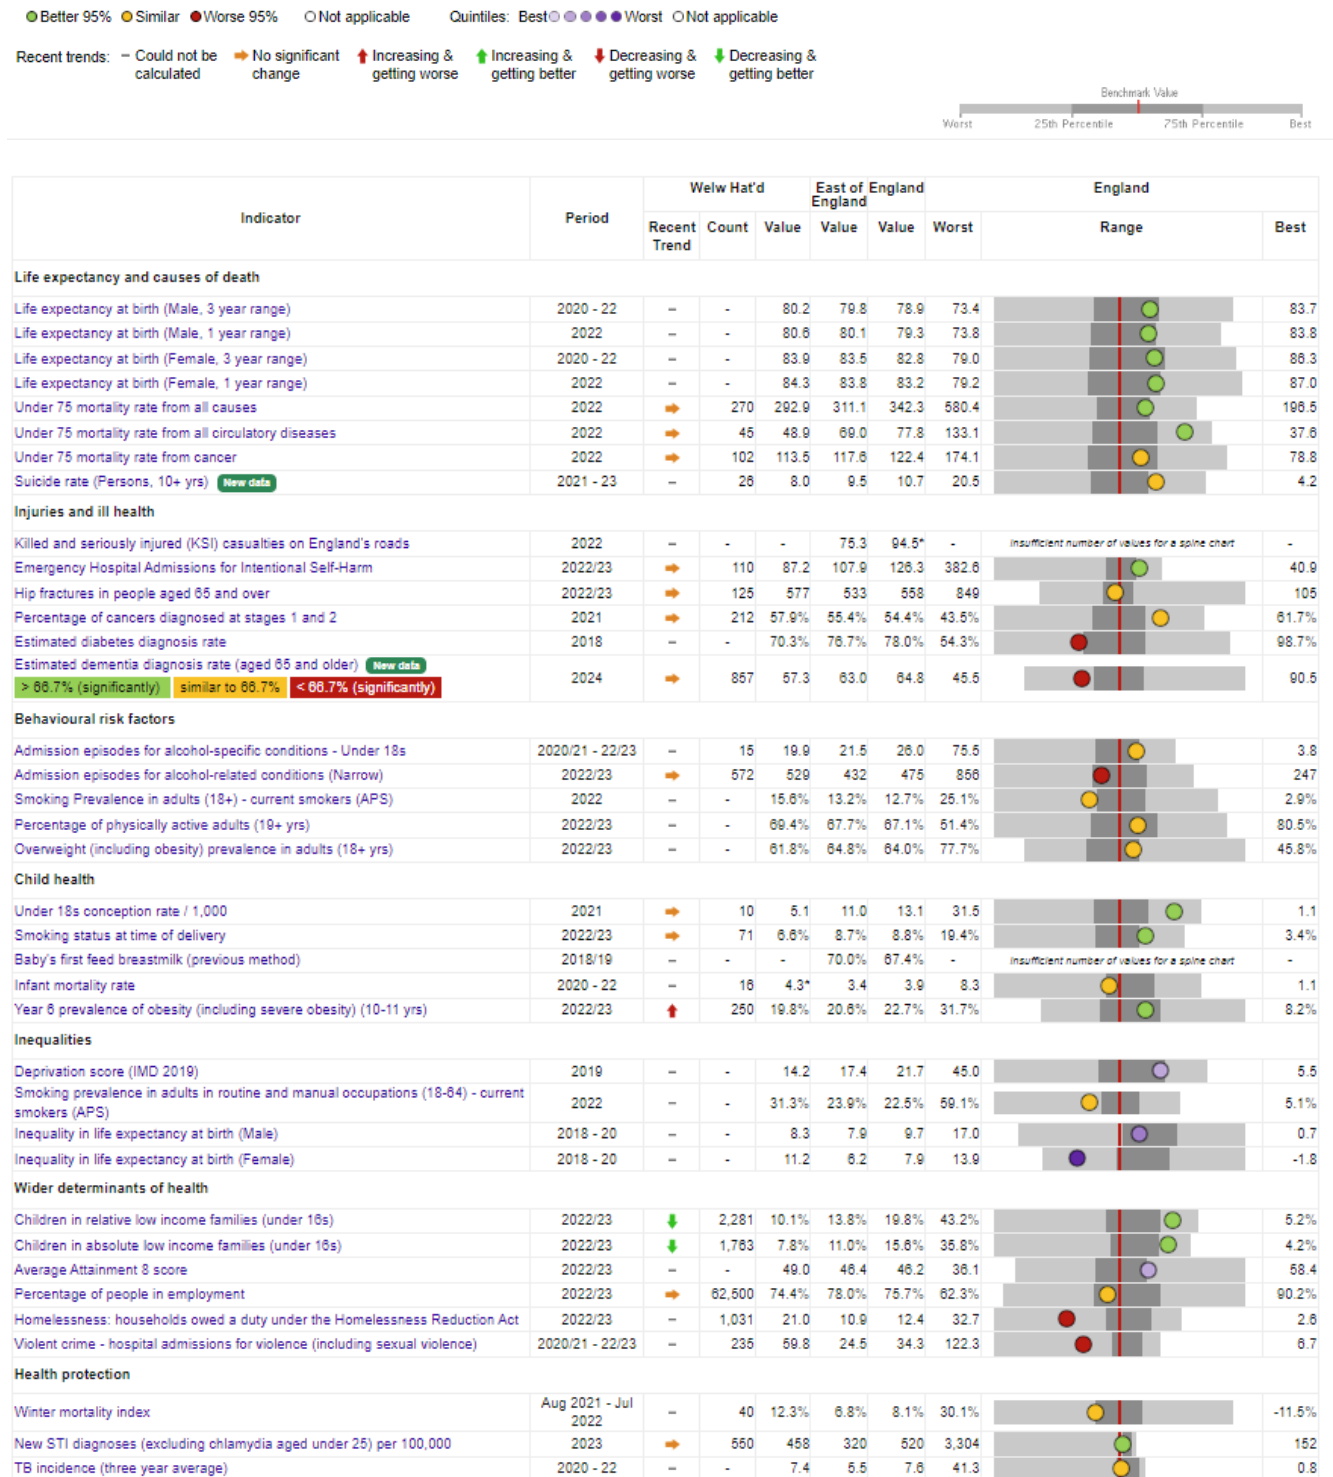 Better 95% Similar Worse 95% Not applicable Quintiles: Best Worst Not applicable
Recent trends: – Could not be calculated No significant change Increasing & getting worse Increasing & getting better Decreasing & getting worse Decreasing & getting better
Benchmark Value
Worst 25th Percentile 75th Percentile Best
Welw Hat'd East of England England England
Indicator Period Recent Trend Count Value Value Value Worst Range Best
Life expectancy and causes of death
Life expectancy at birth (Male, 3 year range) 2020 - 22 – - 80.2 79.8 78.9 73.4 83.7
Life expectancy at birth (Male, 1 year range) 2022 – - 80.6 80.1 79.3 73.8 83.8
Life expectancy at birth (Female, 3 year range) 2020 - 22 – - 83.9 83.5 82.8 79.0 86.3
Life expectancy at birth (Female, 1 year range) 2022 – - 84.3 83.8 83.2 79.2 87.0
Under 75 mortality rate from all causes 2022 270 292.9 311.1 342.3 580.4 196.5
Under 75 mortality rate from all circulatory diseases 2022 45 48.9 69.0 77.8 133.1 37.6
Under 75 mortality rate from cancer 2022 102 113.5 117.6 122.4 174.1 78.8
Suicide rate (Persons, 10+ yrs) New data 2021 - 23 – 26 8.0 9.5 10.7 20.5 4.2
Injuries and ill health
Killed and seriously injured (KSI) casualties on England's roads 2022 – - - 75.3 94.5* - Insufficient number of values for a spine chart -
Emergency Hospital Admissions for Intentional Self-Harm 2022/23 110 87.2 107.9 126.3 382.6 40.9
Hip fractures in people aged 65 and over 2022/23 125 577 533 558 849 105
Percentage of cancers diagnosed at stages 1 and 2 2021 212 57.9% 55.4% 54.4% 43.5% 61.7%
Estimated diabetes diagnosis rate 2018 – - 70.3% 76.7% 78.0% 54.3% 98.7%
Estimated dementia diagnosis rate (aged 65 and older) New data
> 66.7% (significantly) similar to 66.7% < 66.7% (significantly) 2024 857 57.3 63.0 64.8 45.5 90.5
Behavioural risk factors
Admission episodes for alcohol-specific conditions - Under 18s 2020/21 - 22/23 – 15 19.9 21.5 26.0 75.5 3.8
Admission episodes for alcohol-related conditions (Narrow) 2022/23 572 529 432 475 856 247
Smoking Prevalence in adults (18+) - current smokers (APS) 2022 – - 15.6% 13.2% 12.7% 25.1% 2.9%
Percentage of physically active adults (19+ yrs) 2022/23 – - 69.4% 67.7% 67.1% 51.4% 80.5%
Overweight (including obesity) prevalence in adults (18+ yrs) 2022/23 – - 61.8% 64.8% 64.0% 77.7% 45.8%
Child health
Under 18s conception rate / 1,000 2021 10 5.1 11.0 13.1 31.5 1.1
Smoking status at time of delivery 2022/23 71 6.6% 8.7% 8.8% 19.4% 3.4%
Baby's first feed breastmilk (previous method) 2018/19 – - - 70.0% 67.4% - Insufficient number of values for a spine chart -
Infant mortality rate 2020 - 22 – 16 4.3* 3.4 3.9 8.3 1.1
Year 6 prevalence of obesity (including severe obesity) (10-11 yrs) 2022/23 250 19.8% 20.6% 22.7% 31.7% 8.2%
Inequalities
Deprivation score (IMD 2019) 2019 – - 14.2 17.4 21.7 45.0 5.5
Smoking prevalence in adults in routine and manual occupations (18-64) - current
smokers (APS) 2022 – - 31.3% 23.9% 22.5% 59.1% 5.1%
Inequality in life expectancy at birth (Male) 2018 - 20 – - 8.3 7.9 9.7 17.0 0.7
Inequality in life expectancy at birth (Female) 2018 - 20 – - 11.2 6.2 7.9 13.9 -1.8
Wider determinants of health
Children in relative low income families (under 16s) 2022/23 2,281 10.1% 13.8% 19.8% 43.2% 5.2%
Children in absolute low income families (under 16s) 2022/23 1,763 7.8% 11.0% 15.6% 35.8% 4.2%
Average Attainment 8 score 2022/23 – - 49.0 46.4 46.2 36.1 58.4
Percentage of people in employment 2022/23 62,500 74.4% 78.0% 75.7% 62.3% 90.2%
Homelessness: households owed a duty under the Homelessness Reduction Act 2022/23 – 1,031 21.0 10.9 12.4 32.7 2.6
Violent crime - hospital admissions for violence (including sexual violence) 2020/21 - 22/23 – 235 59.8 24.5 34.3 122.3 6.7
Health protection
Winter mortality index Aug 2021 - Jul 2022 – 40 12.3% 6.8% 8.1% 30.1% -11.5%
New STI diagnoses (excluding chlamydia aged under 25) per 100,000 2023 550 458 320 520 3,304 152
TB incidence (three year average) 2020 - 22 – - 7.4 5.5 7.6 41.3 0.8